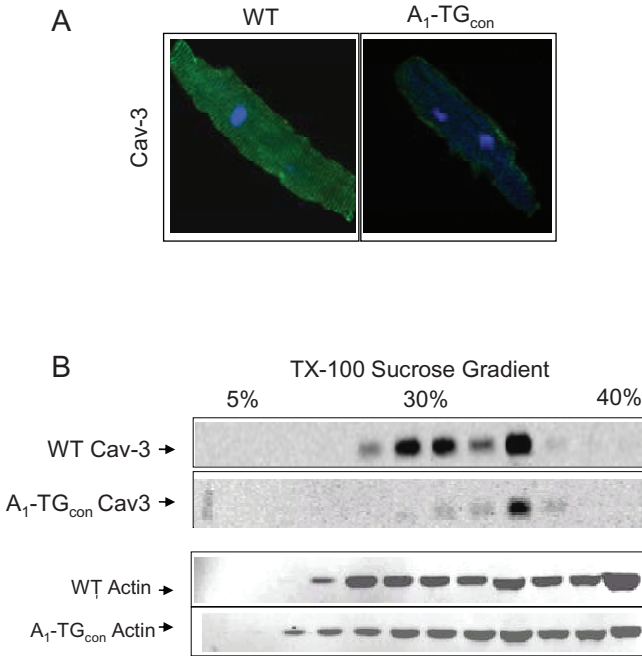 A
WT A₁-TGcon
Cav-3
B
TX-100 Sucrose Gradient
5% 30% 40%
WT Cav-3
A₁-TGcon Cav3
WT Actin
A₁-TGcon Actin